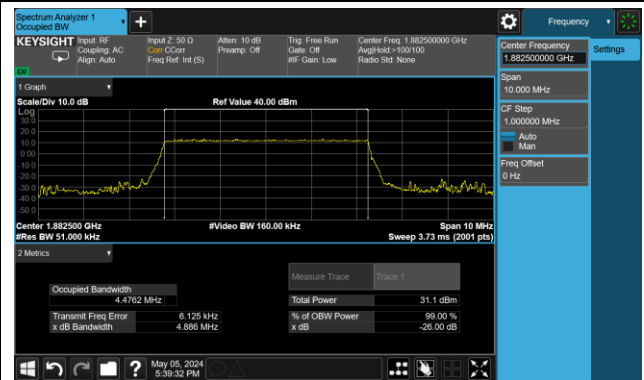 Spectrum Analyzer 1
Occupied BW
Frequency
KEYSIGHT
Input: RF
Coupling: AC
Align: Auto
Input Z: 50 Ω
Corr CCorr
Freq Ref: Int (S)
Atten: 10 dB
Preamp: Off
Trig: Free Run
Gate: Off
#IF Gain: Low
Center Freq: 1.882500000 GHz
Avg|Hold:>100/100
Radio Std: None
Center Frequency
1.882500000 GHz
Settings
Span
10.000 MHz
CF Step
1.000000 MHz
Auto
Man
Freq Offset
0 Hz
1 Graph
Scale/Div 10.0 dB
Ref Value 40.00 dBm
Log
30.0
20.0
10.0
0.00
-10.0
-20.0
-30.0
-40.0
-50.0
Center 1.882500 GHz
#Video BW 160.00 kHz
Span 10 MHz
#Res BW 51.000 kHz
Sweep 3.73 ms (2001 pts)
2 Metrics
Measure Trace
Trace 1
Occupied Bandwidth
4.4762 MHz
Total Power
31.1 dBm
Transmit Freq Error
6.125 kHz
% of OBW Power
99.00 %
x dB Bandwidth
4.886 MHz
x dB
-26.00 dB
?
May 05, 2024
5:39:32 PM